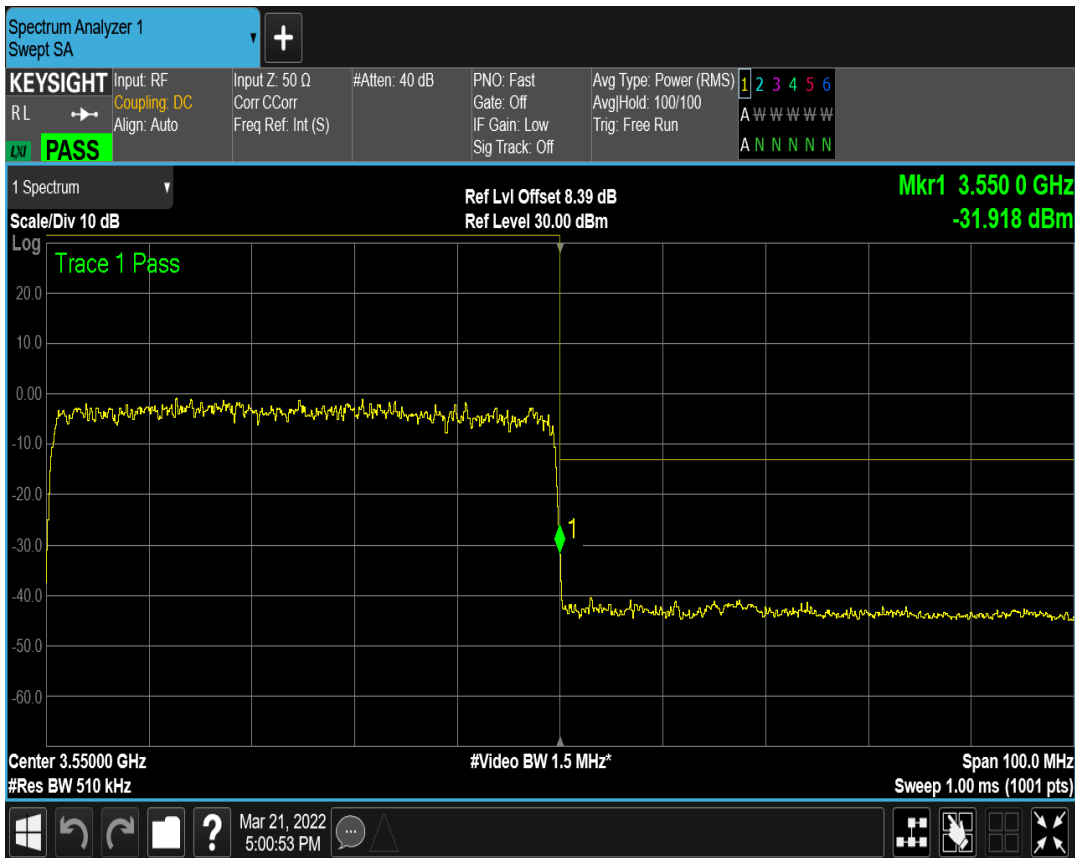 Spectrum Analyzer 1
Swept SA
+
KEYSIGHT
RL
LXI PASS
Input: RF
Coupling: DC
Align: Auto
Input Z: 50 Ω
Corr CCorr
Freq Ref: Int (S)
#Atten: 40 dB
PNO: Fast
Gate: Off
IF Gain: Low
Sig Track: Off
Avg Type: Power (RMS)
Avg|Hold: 100/100
Trig: Free Run
1 2 3 4 5 6
A W W W W W
A N N N N N
1 Spectrum
Scale/Div 10 dB
Ref Lvl Offset 8.39 dB
Ref Level 30.00 dBm
Mkr1 3.550 0 GHz
-31.918 dBm
Log
Trace 1 Pass
20.0
10.0
0.00
-10.0
-20.0
1
-30.0
-40.0
-50.0
-60.0
Center 3.55000 GHz
#Res BW 510 kHz
#Video BW 1.5 MHz*
Span 100.0 MHz
Sweep 1.00 ms (1001 pts)
?
Mar 21, 2022
5:00:53 PM